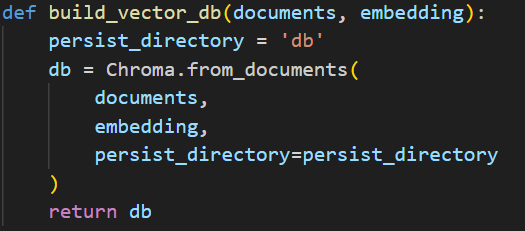 def build_vector_db(documents, embedding):
    persist_directory = 'db'
    db = Chroma.from_documents(
        documents,
        embedding,
        persist_directory=persist_directory
    )
    return db